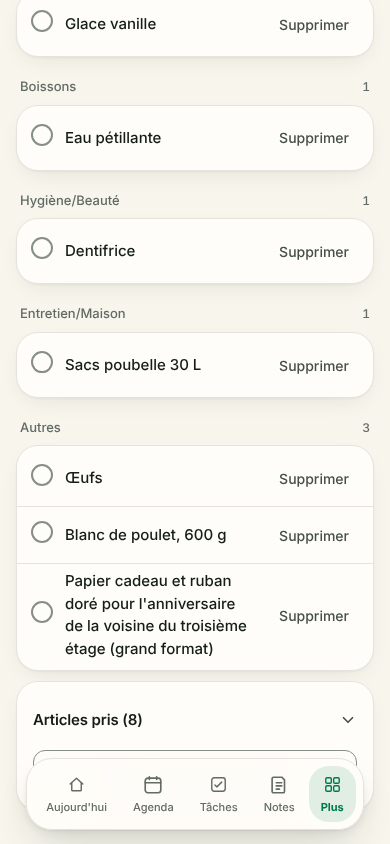 Glace vanille
Supprimer
Boissons
1
Eau pétillante
Supprimer
Hygiène/Beauté
1
Dentifrice
Supprimer
Entretien/Maison
1
Sacs poubelle 30 L
Supprimer
Autres
3
Œufs
Supprimer
Blanc de poulet, 600 g
Supprimer
Papier cadeau et ruban
doré pour l'anniversaire
de la voisine du troisième
étage (grand format)
Supprimer
Articles pris (8)
Aujourd'hui
Agenda
Tâches
Notes
Plus